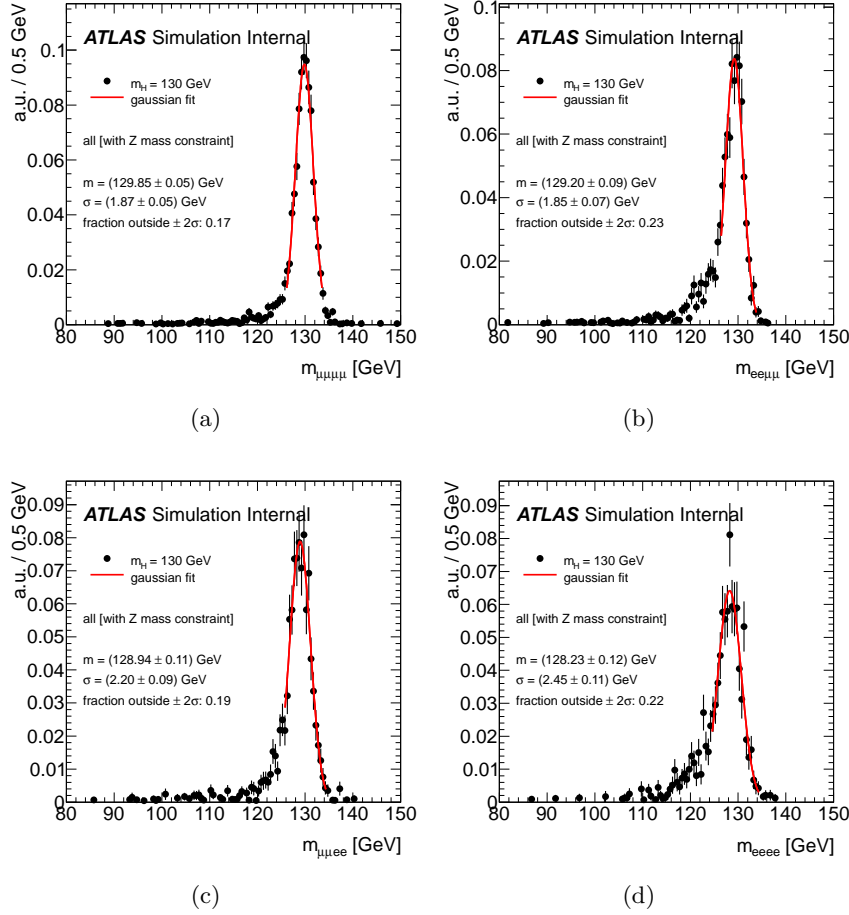 a.u. / 0.5 GeV
ATLAS Simulation Internal
m_H = 130 GeV
gaussian fit
all [with Z mass constraint]
m = (129.85 ± 0.05) GeV
σ = (1.87 ± 0.05) GeV
fraction outside ± 2σ: 0.17
0.1
0.08
0.06
0.04
0.02
0
80 90 100 110 120 130 140 150
m_μμμμ [GeV]
(a)
a.u. / 0.5 GeV
ATLAS Simulation Internal
m_H = 130 GeV
gaussian fit
all [with Z mass constraint]
m = (129.20 ± 0.09) GeV
σ = (1.85 ± 0.07) GeV
fraction outside ± 2σ: 0.23
0.1
0.08
0.06
0.04
0.02
0
80 90 100 110 120 130 140 150
m_eeμμ [GeV]
(b)
a.u. / 0.5 GeV
ATLAS Simulation Internal
m_H = 130 GeV
gaussian fit
all [with Z mass constraint]
m = (128.94 ± 0.11) GeV
σ = (2.20 ± 0.09) GeV
fraction outside ± 2σ: 0.19
0.09
0.08
0.07
0.06
0.05
0.04
0.03
0.02
0.01
0
80 90 100 110 120 130 140 150
m_μμee [GeV]
(c)
a.u. / 0.5 GeV
ATLAS Simulation Internal
m_H = 130 GeV
gaussian fit
all [with Z mass constraint]
m = (128.23 ± 0.12) GeV
σ = (2.45 ± 0.11) GeV
fraction outside ± 2σ: 0.22
0.09
0.08
0.07
0.06
0.05
0.04
0.03
0.02
0.01
0
80 90 100 110 120 130 140 150
m_eeee [GeV]
(d)